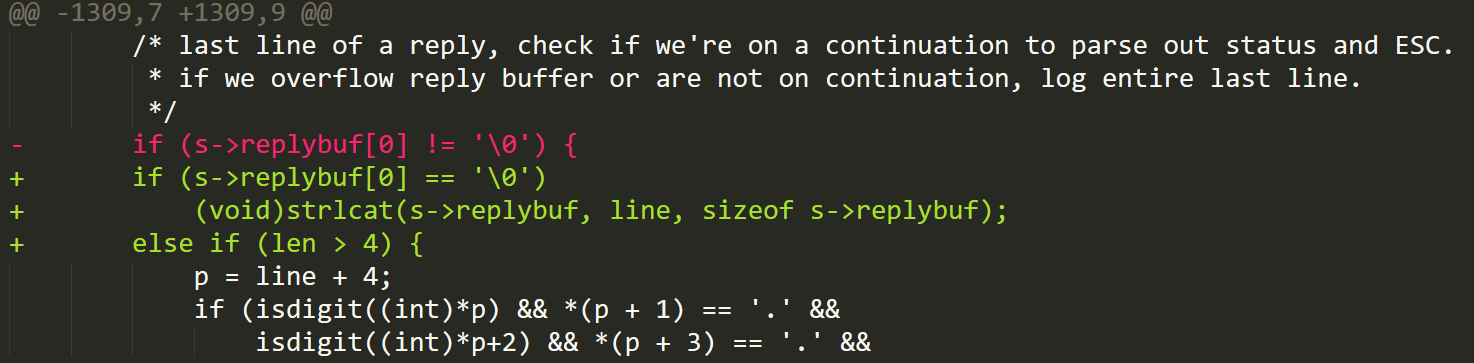 @@ -1309,7 +1309,9 @@
        /* last line of a reply, check if we're on a continuation to parse out status and ESC.
         * if we overflow reply buffer or are not on continuation, log entire last line.
         */
-       if (s->replybuf[0] != '\0') {
+       if (s->replybuf[0] == '\0')
+           (void)strlcat(s->replybuf, line, sizeof s->replybuf);
+       else if (len > 4) {
            p = line + 4;
            if (isdigit((int)*p) && *(p + 1) == '.' &&
                isdigit((int)*p+2) && *(p + 3) == '.' &&